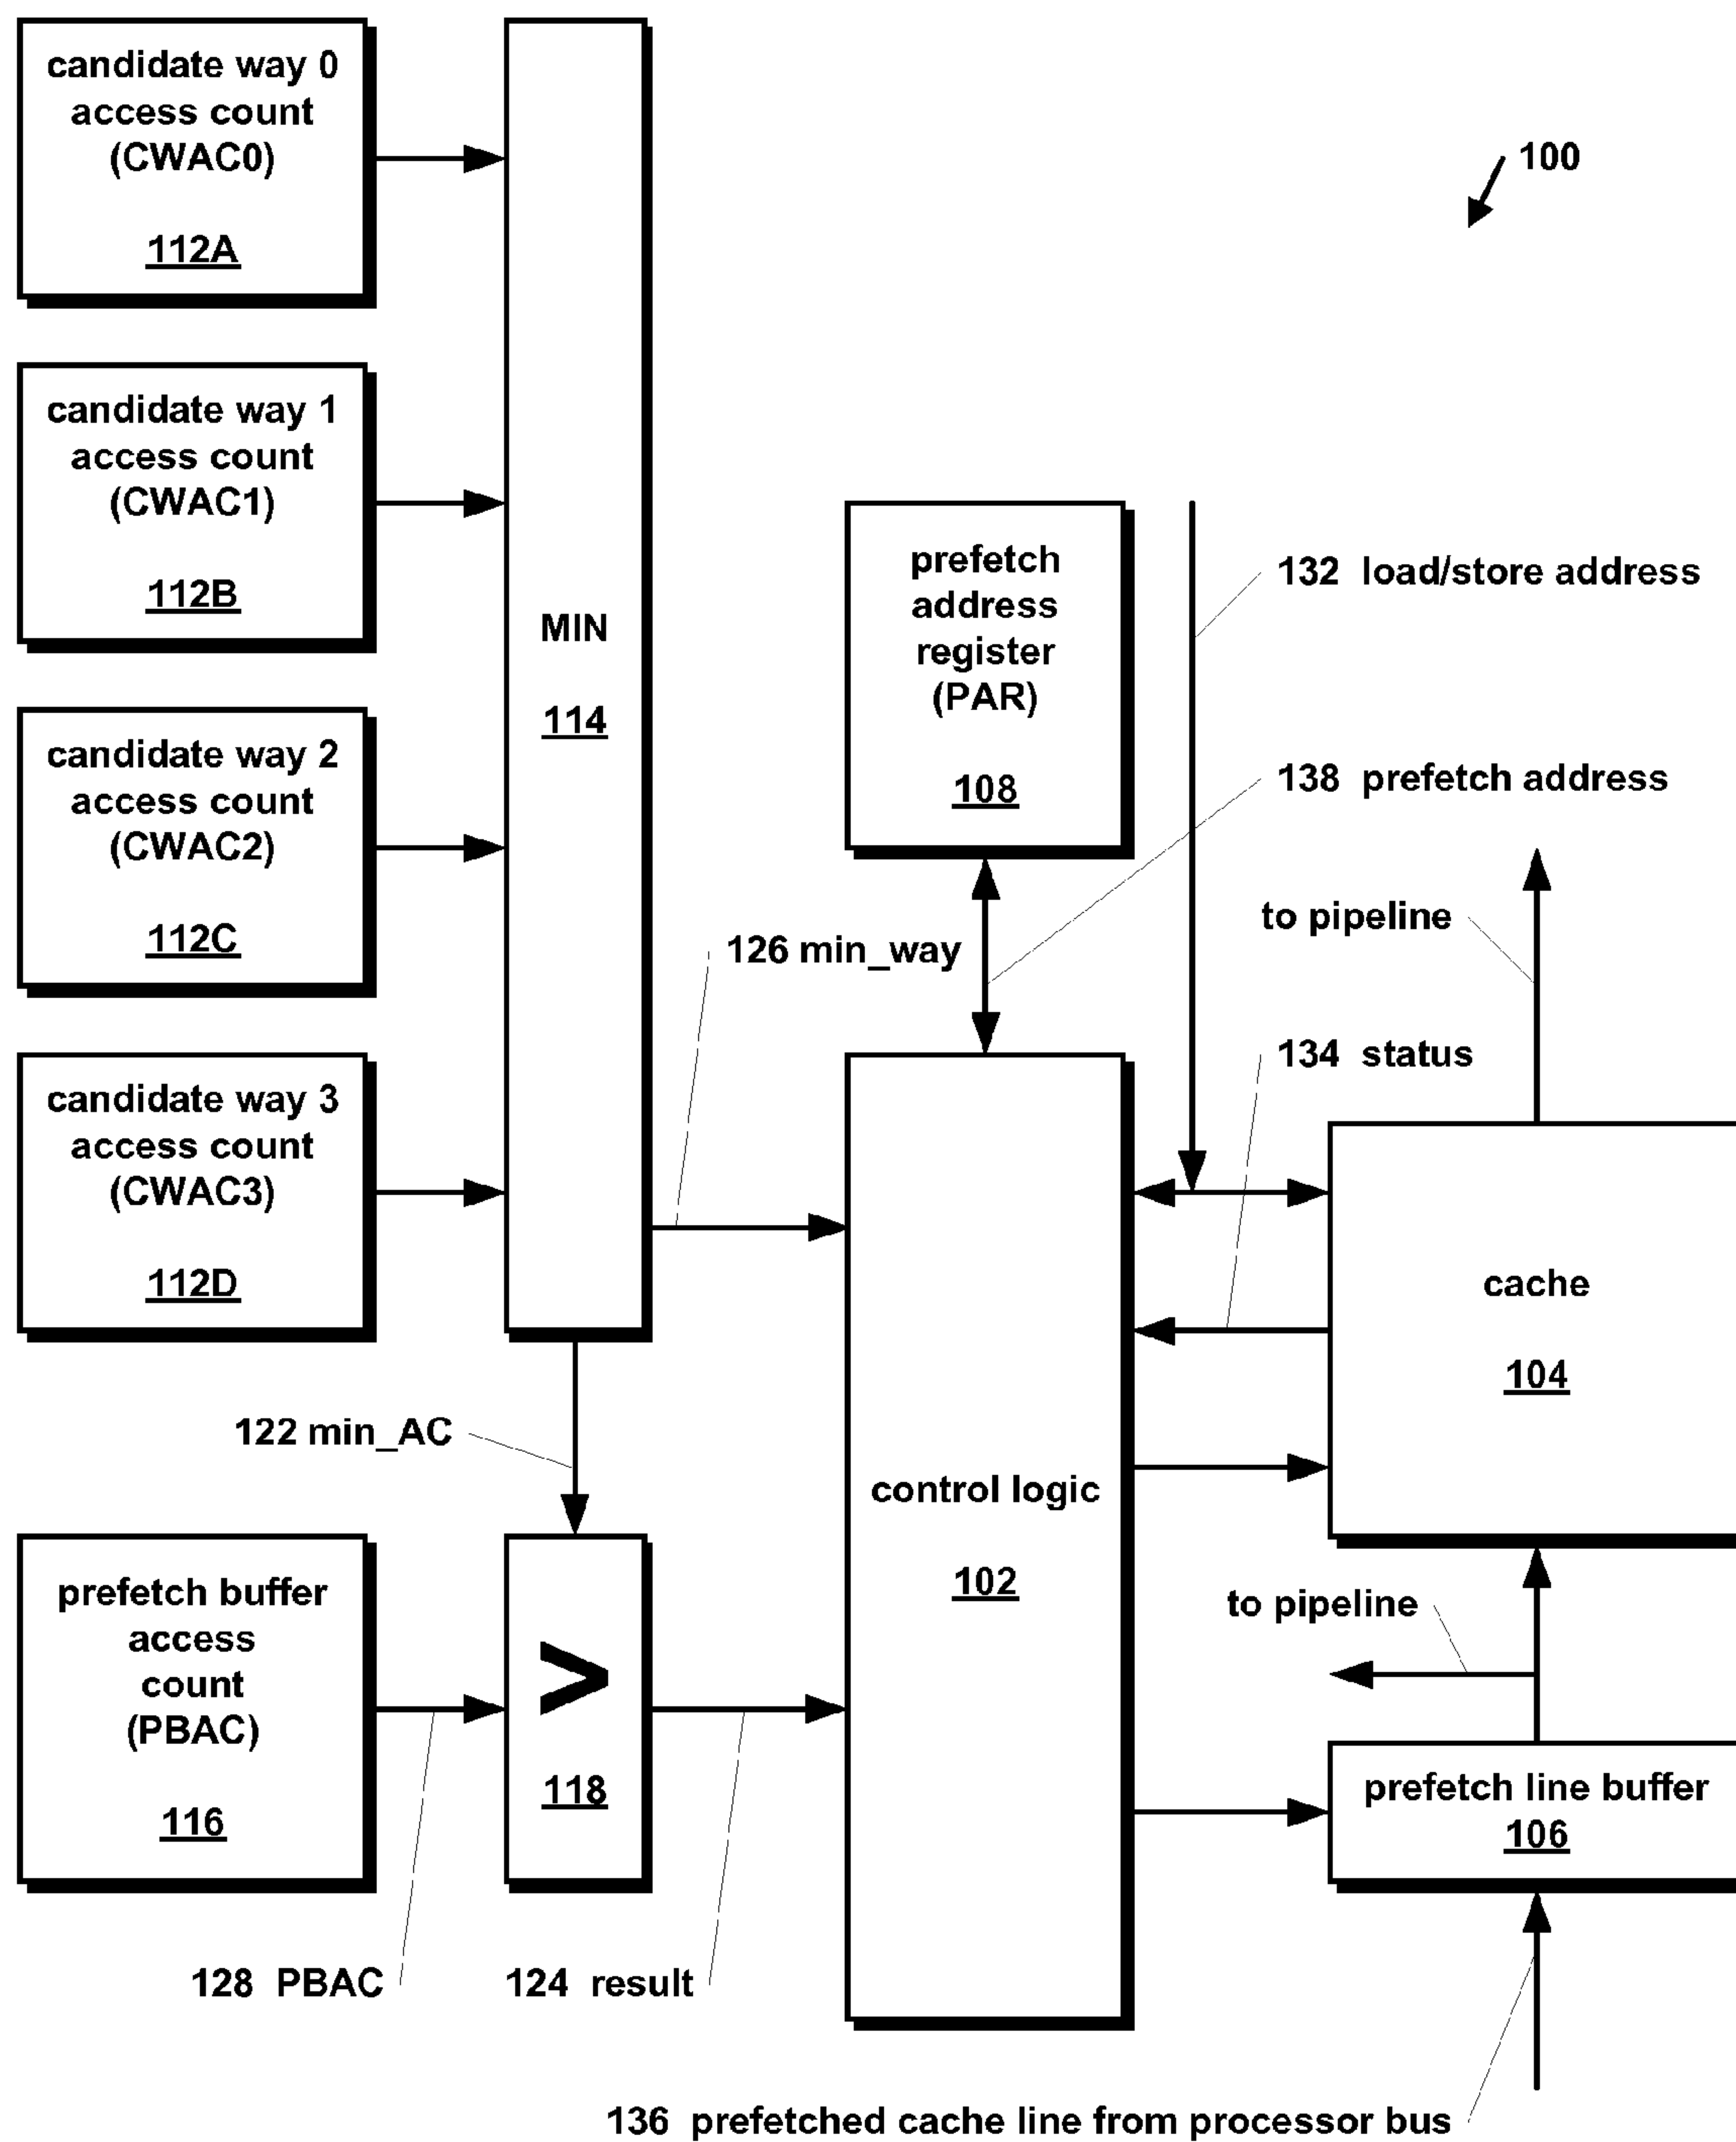 candidate way 0
access count
(CWAC0)
112A
candidate way 1
access count
(CWAC1)
112B
candidate way 2
access count
(CWAC2)
112C
candidate way 3
access count
(CWAC3)
112D
MIN
114
100
prefetch
address
register
(PAR)
108
132 load/store address
138 prefetch address
to pipeline
126 min_way
134 status
cache
104
122 min_AC
control logic
102
prefetch buffer
access
count
(PBAC)
116
>
118
to pipeline
prefetch line buffer
106
128 PBAC
124 result
136 prefetched cache line from processor bus